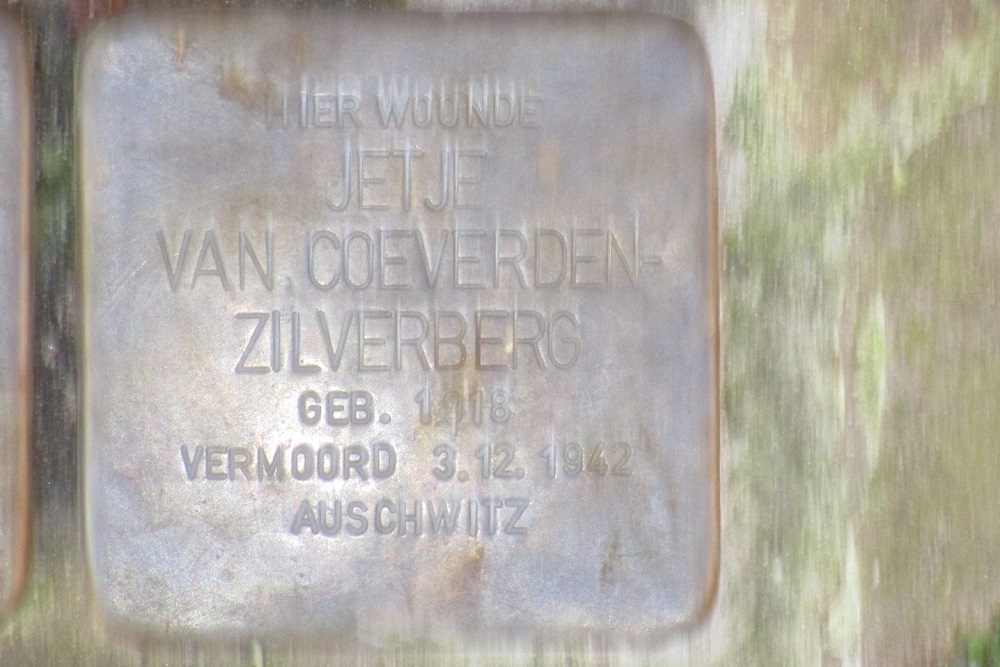 HIER WOONDE
JETJE
VAN COEVERDEN-
ZILVERBERG
GEB. 1918
VERMOORD 3.12.1942
AUSCHWITZ